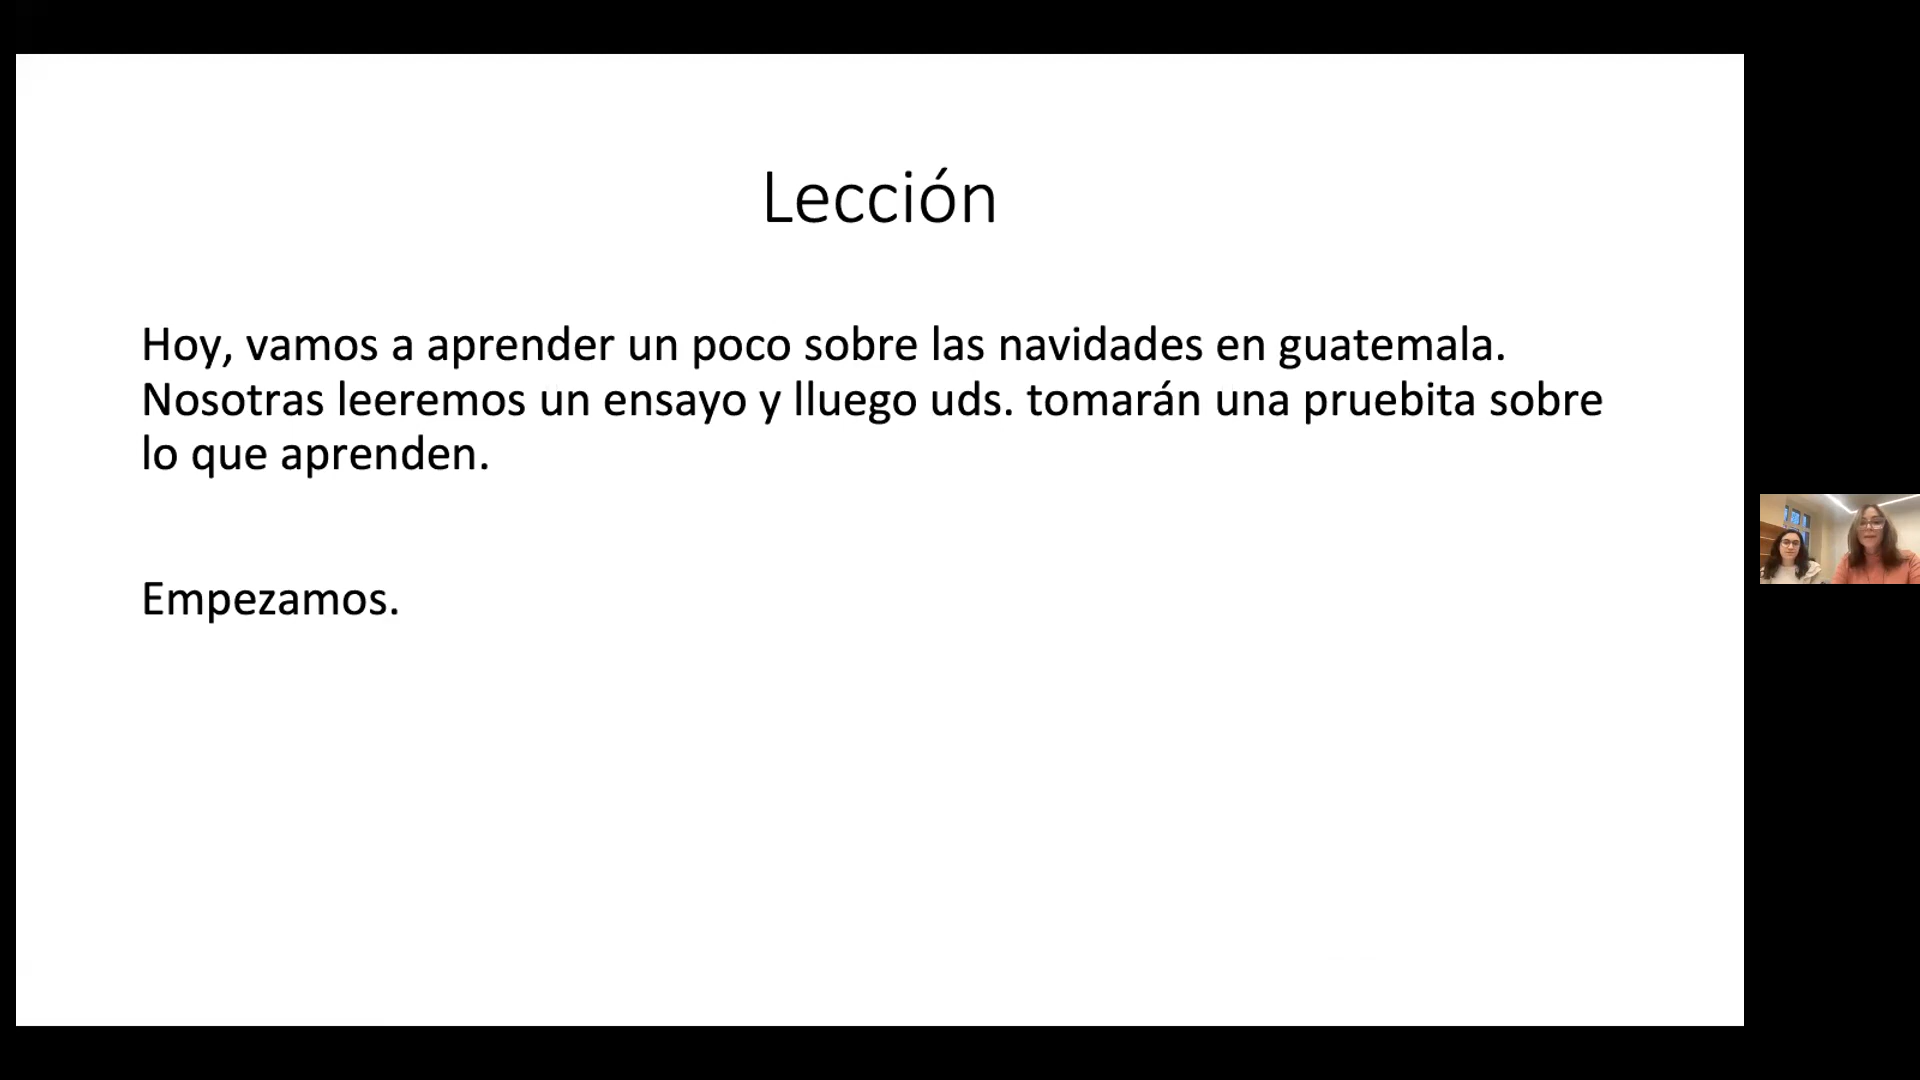 Lección
Hoy, vamos a aprender un poco sobre las navidades en guatemala.
Nosotras leeremos un ensayo y lluego uds. tomarán una pruebita sobre
lo que aprenden.
Empezamos.